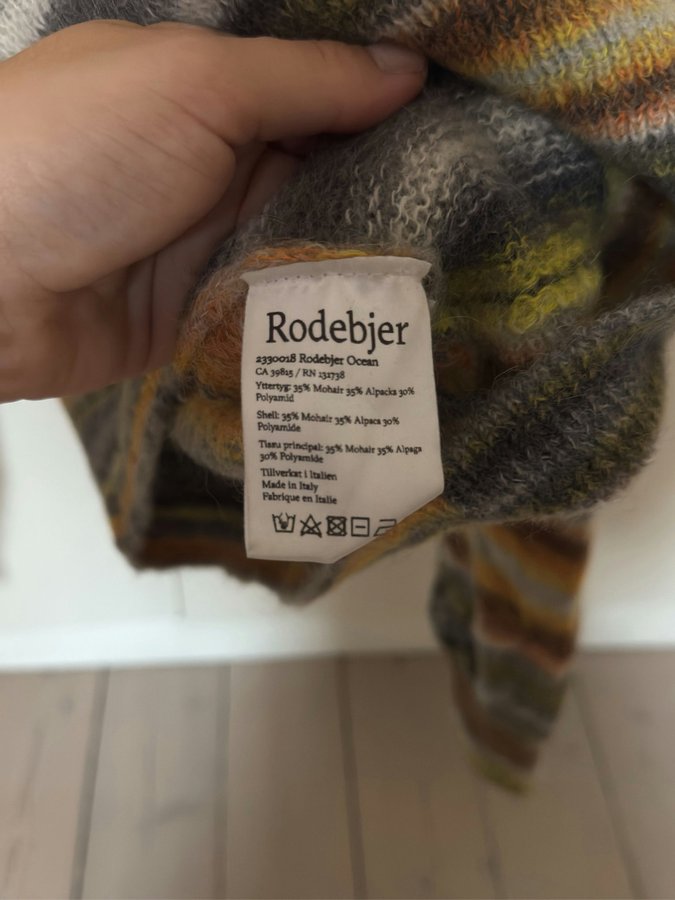 Rodebjer
2330018 Rodebjer Ocean
CA 39815 / RN 131738
Yttertyg: 35% Mohair 35% Alpacka 30%
Polyamid
Shell: 35% Mohair 35% Alpaca 30%
Polyamide
Tissu principal: 35% Mohair 35% Alpaga
30% Polyamide
Tillverkat i Italien
Made in Italy
Fabrique en Italie